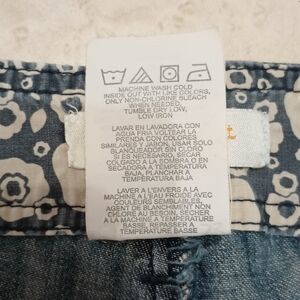 MACHINE WASH COLD
INSIDE OUT WITH LIKE COLORS,
ONLY NON-CHLORINE BLEACH
WHEN NEEDED,
TUMBLE DRY LOW,
LOW IRON
LAVAR EN LAVADORA CON
AGUA FRIA VOLTEAR LA
PRENDA CON COLORES
SIMILARES Y JABON, USAR SOLO
BLANQUEADOR SIN CLORO
SI ES NECESARIO
COLGADO A LA SOMBRA O EN
SECADORA A TEMPERATURA
BAJA, PLANCHAR A
TEMPERATURA BAJA
LAVER A L'ENVERS A LA
MACHINE A L'EAU FROIDE AVEC
COULEURS SEMBLABLES,
AGENT DE BLANCHIMENT SANS
CHLORE AU BESOIN, SECHER
A LA MACHINE A TEMPERATURE
BASSE, REPASSER A
TEMPERATURE BASSE
t